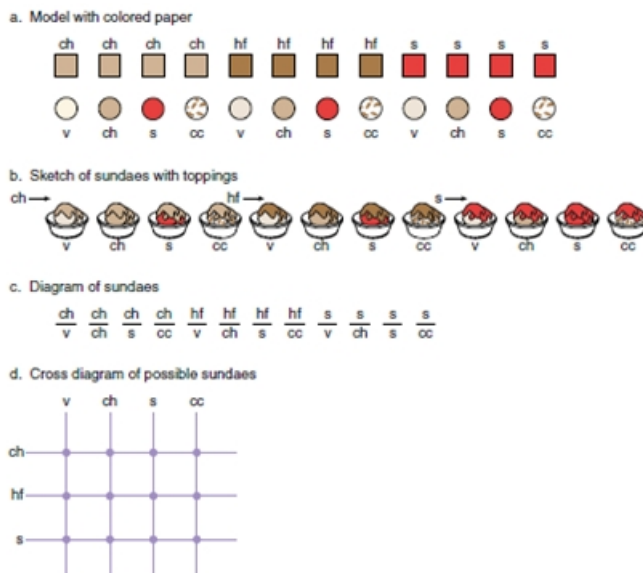 a. Model with colored paper
ch ch ch ch hf hf hf hf s s s s
v ch s cc v ch s cc v ch s cc
b. Sketch of sundaes with toppings
ch hf s
v ch s cc v ch s cc v ch s cc
c. Diagram of sundaes
ch ch ch ch hf hf hf hf s s s s
v ch s cc v ch s cc v ch s cc
d. Cross diagram of possible sundaes
v ch s cc
ch
hf
s